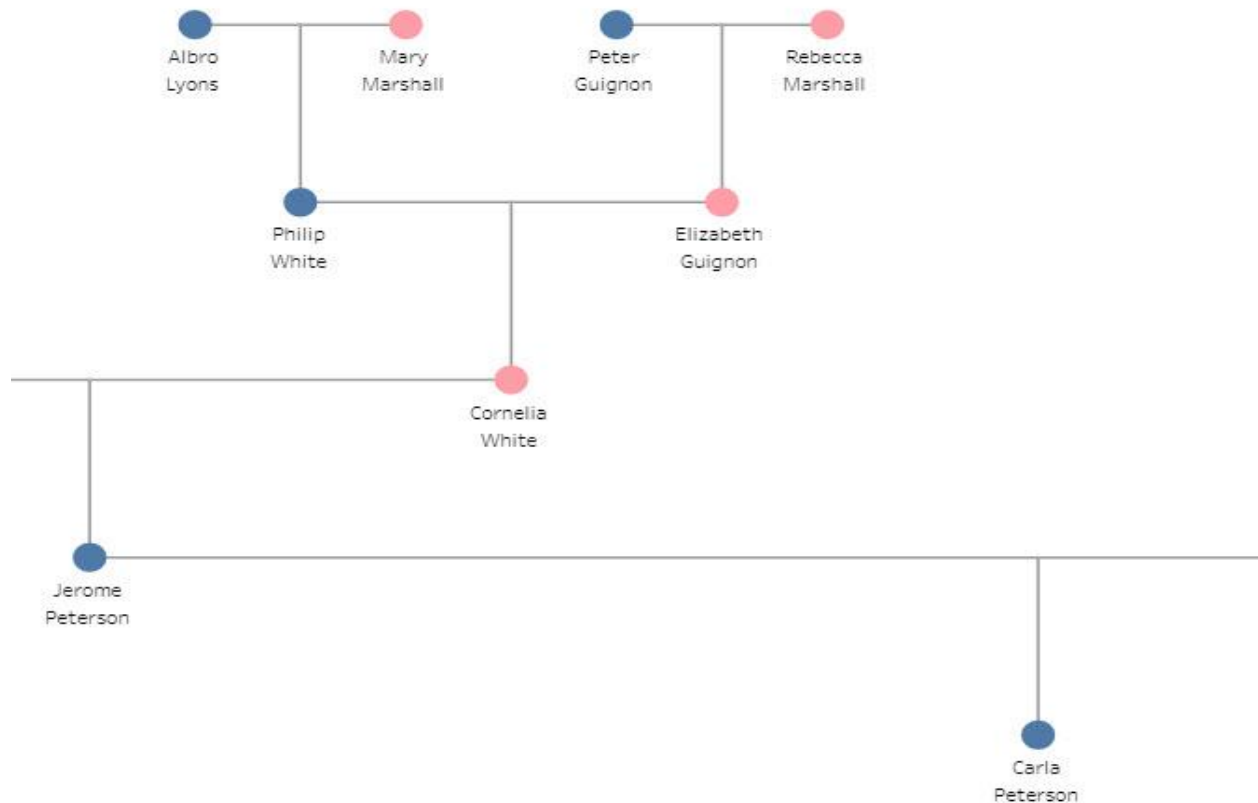 Albro
Lyons
Mary
Marshall
Peter
Guignon
Rebecca
Marshall
Philip
White
Elizabeth
Guignon
Cornelia
White
Jerome
Peterson
Carla
Peterson